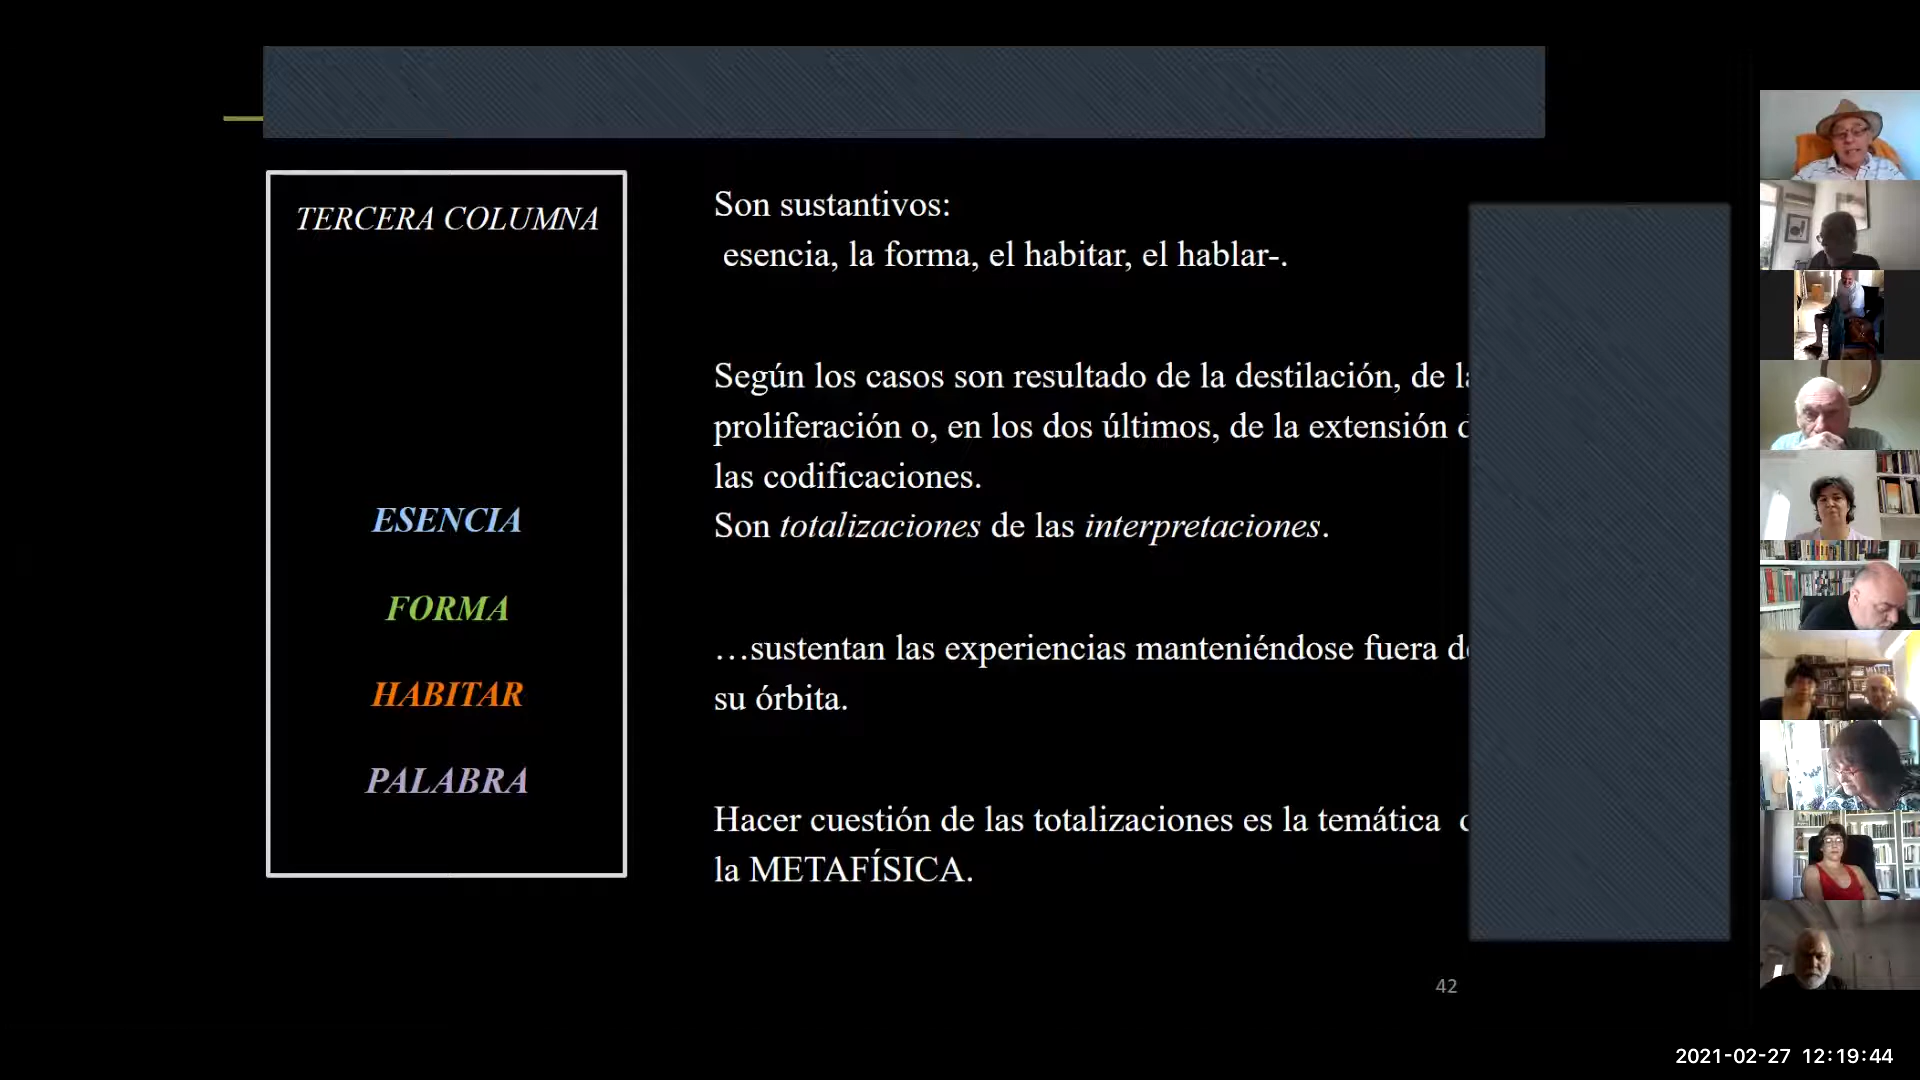 TERCERA COLUMNA
ESENCIA
FORMA
HABITAR
PALABRA
Son sustantivos:
esencia, la forma, el habitar, el hablar-.
Según los casos son resultado de la destilación, de
proliferación o, en los dos últimos, de la extensión
las codificaciones.
Son totalizaciones de las interpretaciones.
…sustentan las experiencias manteniéndose fuera
su órbita.
Hacer cuestión de las totalizaciones es la temática
la METAFÍSICA.
42
2021-02-27 12:19:44